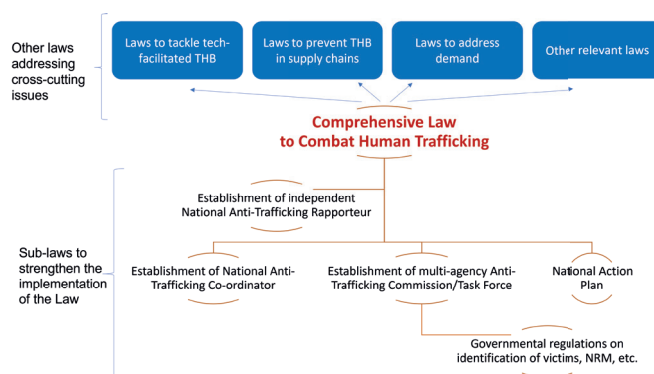 Other laws
addressing
cross-cutting
issues
Laws to tackle tech-
facilitated THB
Laws to prevent THB
in supply chains
Laws to address
demand
Other relevant laws
Comprehensive Law
to Combat Human Trafficking
Sub-laws to
strengthen the
implementation
of the Law
Establishment of independent
National Anti-Trafficking Rapporteur
Establishment of National Anti-
Trafficking Co-ordinator
Establishment of multi-agency Anti-
Trafficking Commission/Task Force
National Action
Plan
Governmental regulations on
identification of victims, NRM, etc.